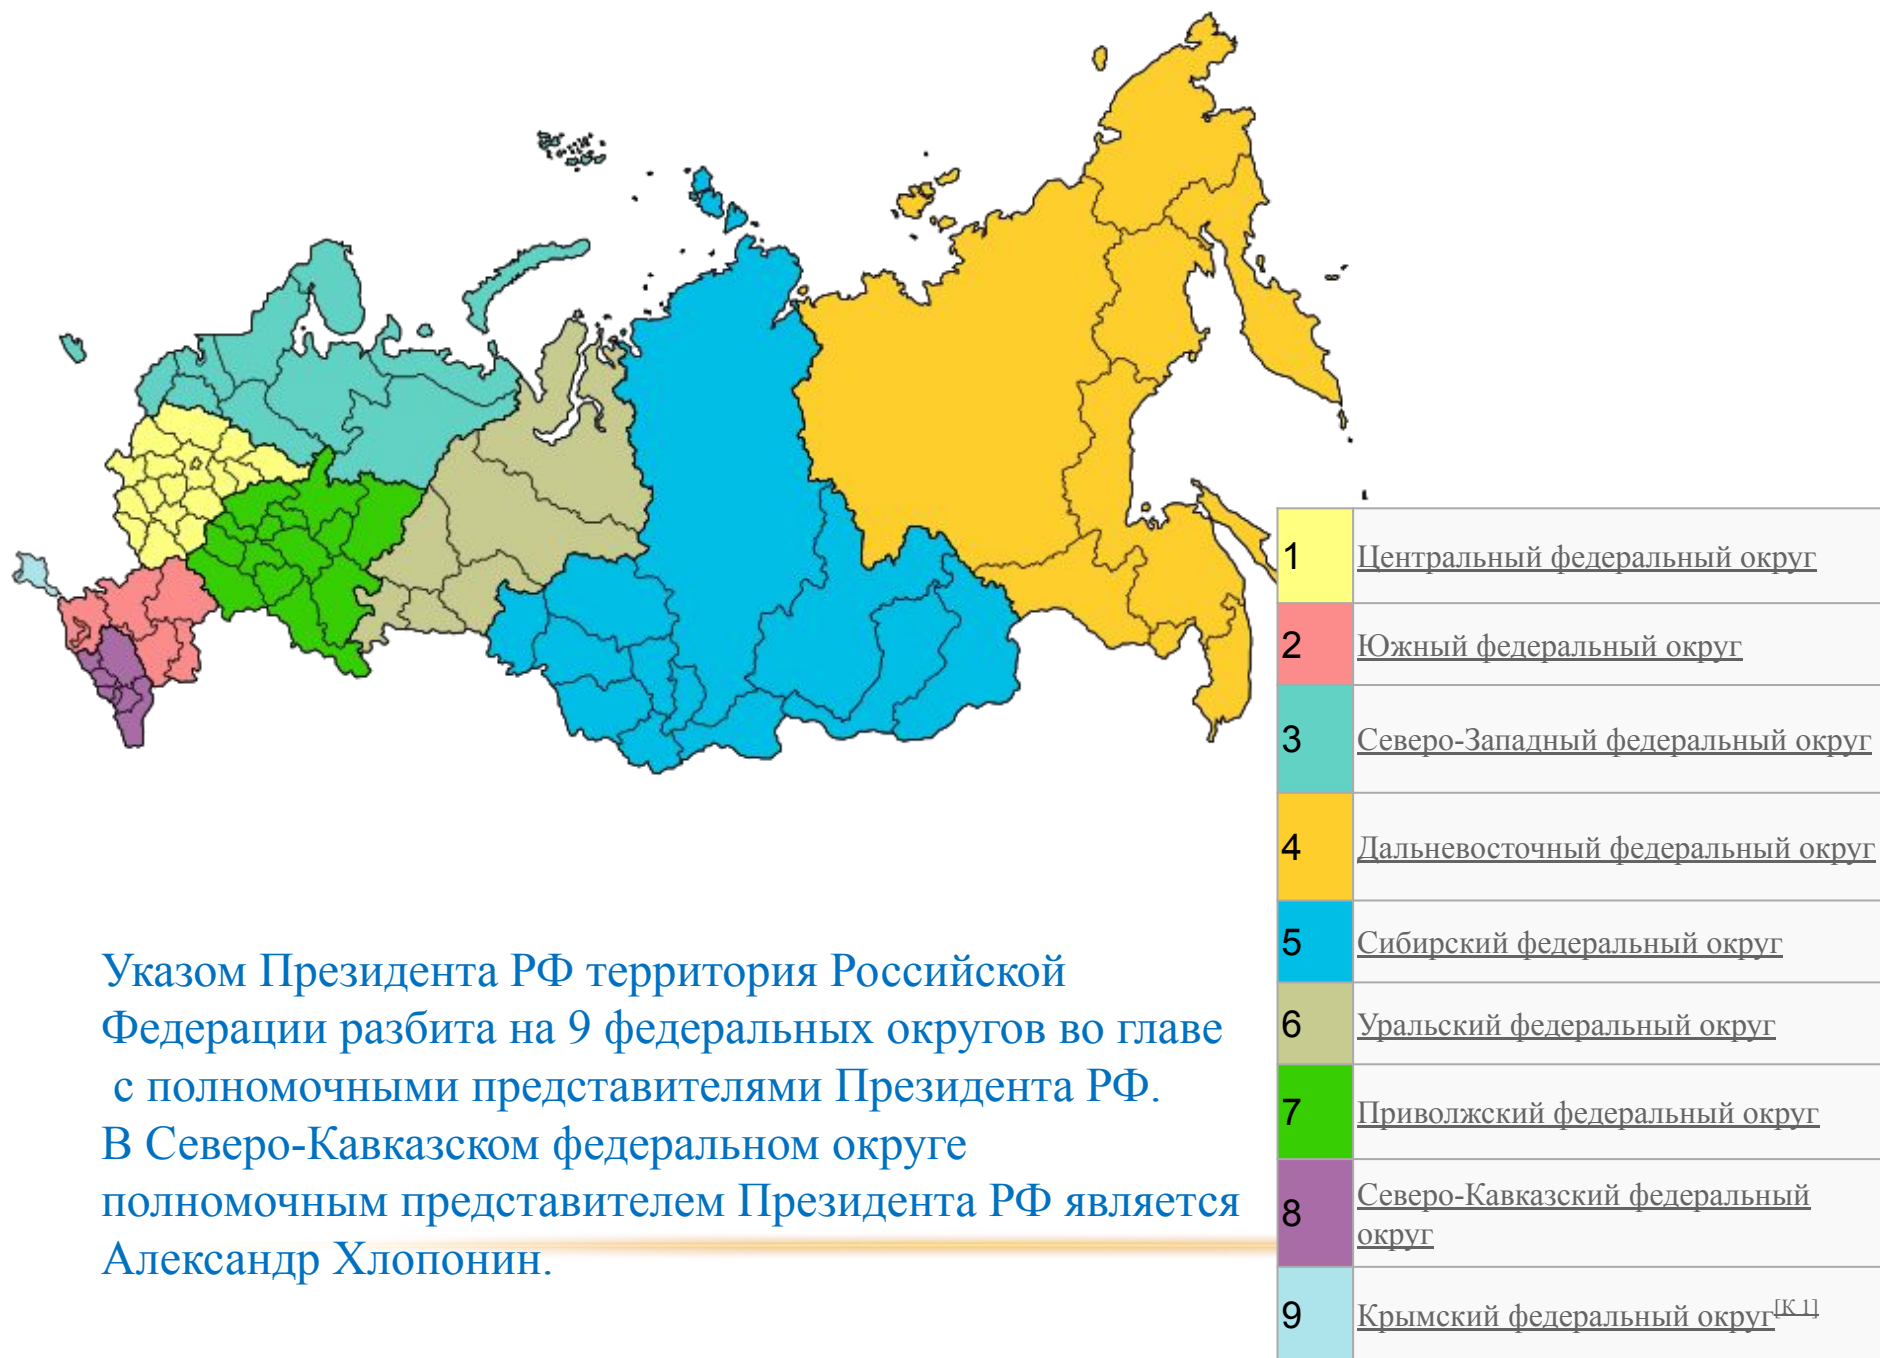 1 Центральный федеральный округ
2 Южный федеральный округ
3 Северо-Западный федеральный округ
4 Дальневосточный федеральный округ
5 Сибирский федеральный округ
6 Уральский федеральный округ
7 Приволжский федеральный округ
8 Северо-Кавказский федеральный
округ
9 Крымский федеральный округ[К 1]
Указом Президента РФ территория Российской
Федерации разбита на 9 федеральных округов во главе
с полномочными представителями Президента РФ.
В Северо-Кавказском федеральном округе
полномочным представителем Президента РФ является
Александр Хлопонин.